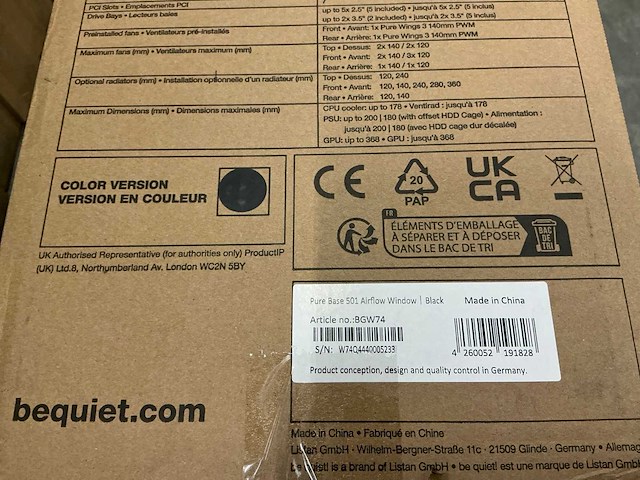 PCI Slots • Emplacements PCI
7
Drive Bays • Lecteurs baies
up to 5x 2.5" (5 included) • jusqu'à 5x 2.5" (5 inclus)
up to 2x 3.5" (2 included) • jusqu'à 2x 3.5" (5 inclus)
Preinstalled fans • Ventilateurs pré-installés
Front • Avant: 1x Pure Wings 3 140mm PWM
Rear • Arrière: 1x Pure Wings 3 140mm PWM
Maximum fans (mm) • Ventilateurs maximum (mm)
Top • Dessus: 2x 140 / 2x 120
Front • Avant: 2x 140 / 3x 120
Rear • Arrière: 1x 140 / 1x 120
Optional radiators (mm) • Installation optionnelle d'un radiateur (mm)
Top • Dessus: 120, 240
Front • Avant: 120, 140, 240, 280, 360
Rear • Arrière: 120, 140
Maximum Dimensions (mm) • Dimensions maximales (mm)
CPU cooler: up to 178 • Ventirad : jusqu'à 178
PSU: up to 200 | 180 (with offset HDD Cage) • Alimentation :
jusqu'à 200 | 180 (avec HDD cage dur décalée)
GPU: up to 368 • GPU : jusqu'à 368
COLOR VERSION
VERSION EN COULEUR
CE
20
PAP
UK
CA
FR
ÉLÉMENTS D'EMBALLAGE
À SÉPARER ET À DÉPOSER
DANS LE BAC DE TRI
BAC
DE
TRI
UK Authorised Representative (for authorities only) ProductIP
(UK) Ltd.8, Northumberland Av. London WC2N 5BY
Pure Base 501 Airflow Window | Black
Made in China
Article no.:BGW74
S/N: W74Q4440005233
4 260052 191828
Product conception, design and quality control in Germany.
bequiet.com
Made in China • Fabriqué en Chine
Listan GmbH • Wilhelm-Bergner-Straße 11c • 21509 Glinde • Germany • Allemag
be quiet! is a brand of Listan GmbH • be quiet! est une marque de Listan Gmb